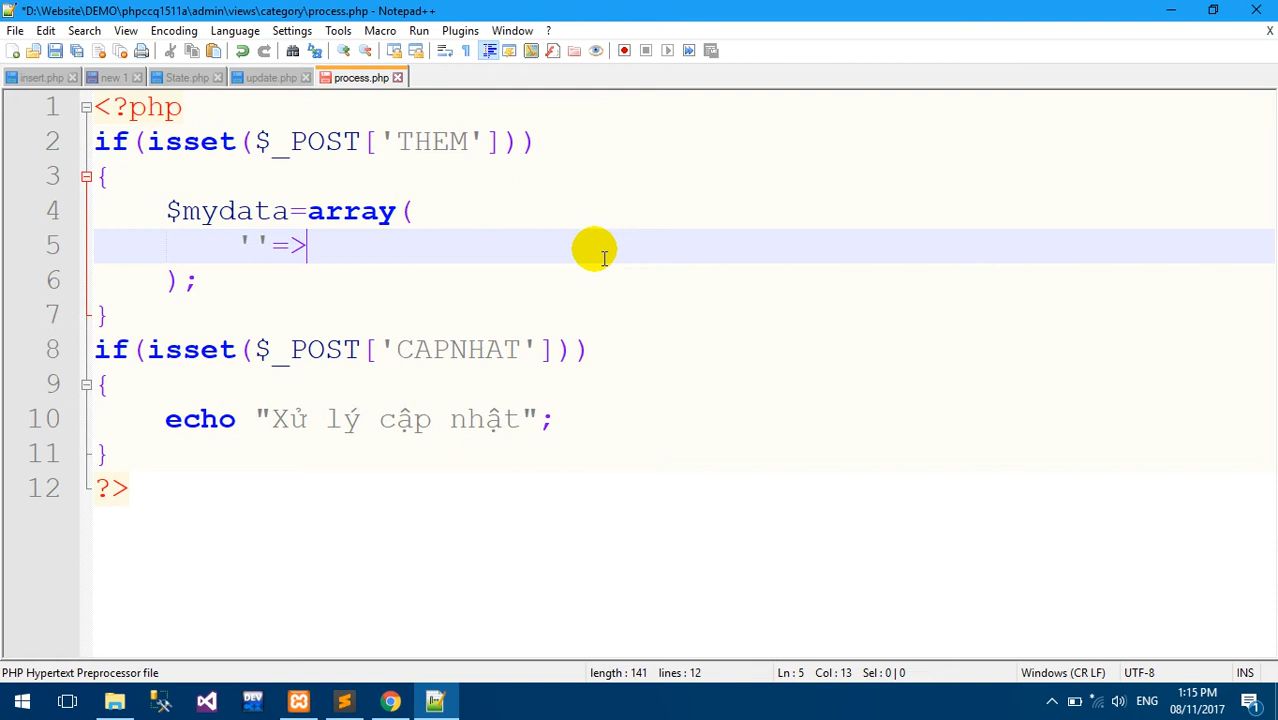 *D:\Website\DEMO\phpccq1511a\admin\views\category\process.php - Notepad++
File Edit Search View Encoding Language Settings Tools Macro Run Plugins Window ? X
insert.php new 1 State.php update.php process.php
1 <?php
2 if(isset($_POST['THEM']))
3 {
4 $mydata=array(
5 ''=>
6 );
7 }
8 if(isset($_POST['CAPNHAT']))
9 {
10 echo "Xử lý cập nhật";
11 }
12 ?>
PHP Hypertext Preprocessor file length : 141 lines : 12 Ln : 5 Col : 13 Sel : 0 | 0 Windows (CR LF) UTF-8 INS
DEV
ENG
1:15 PM
08/11/2017
1